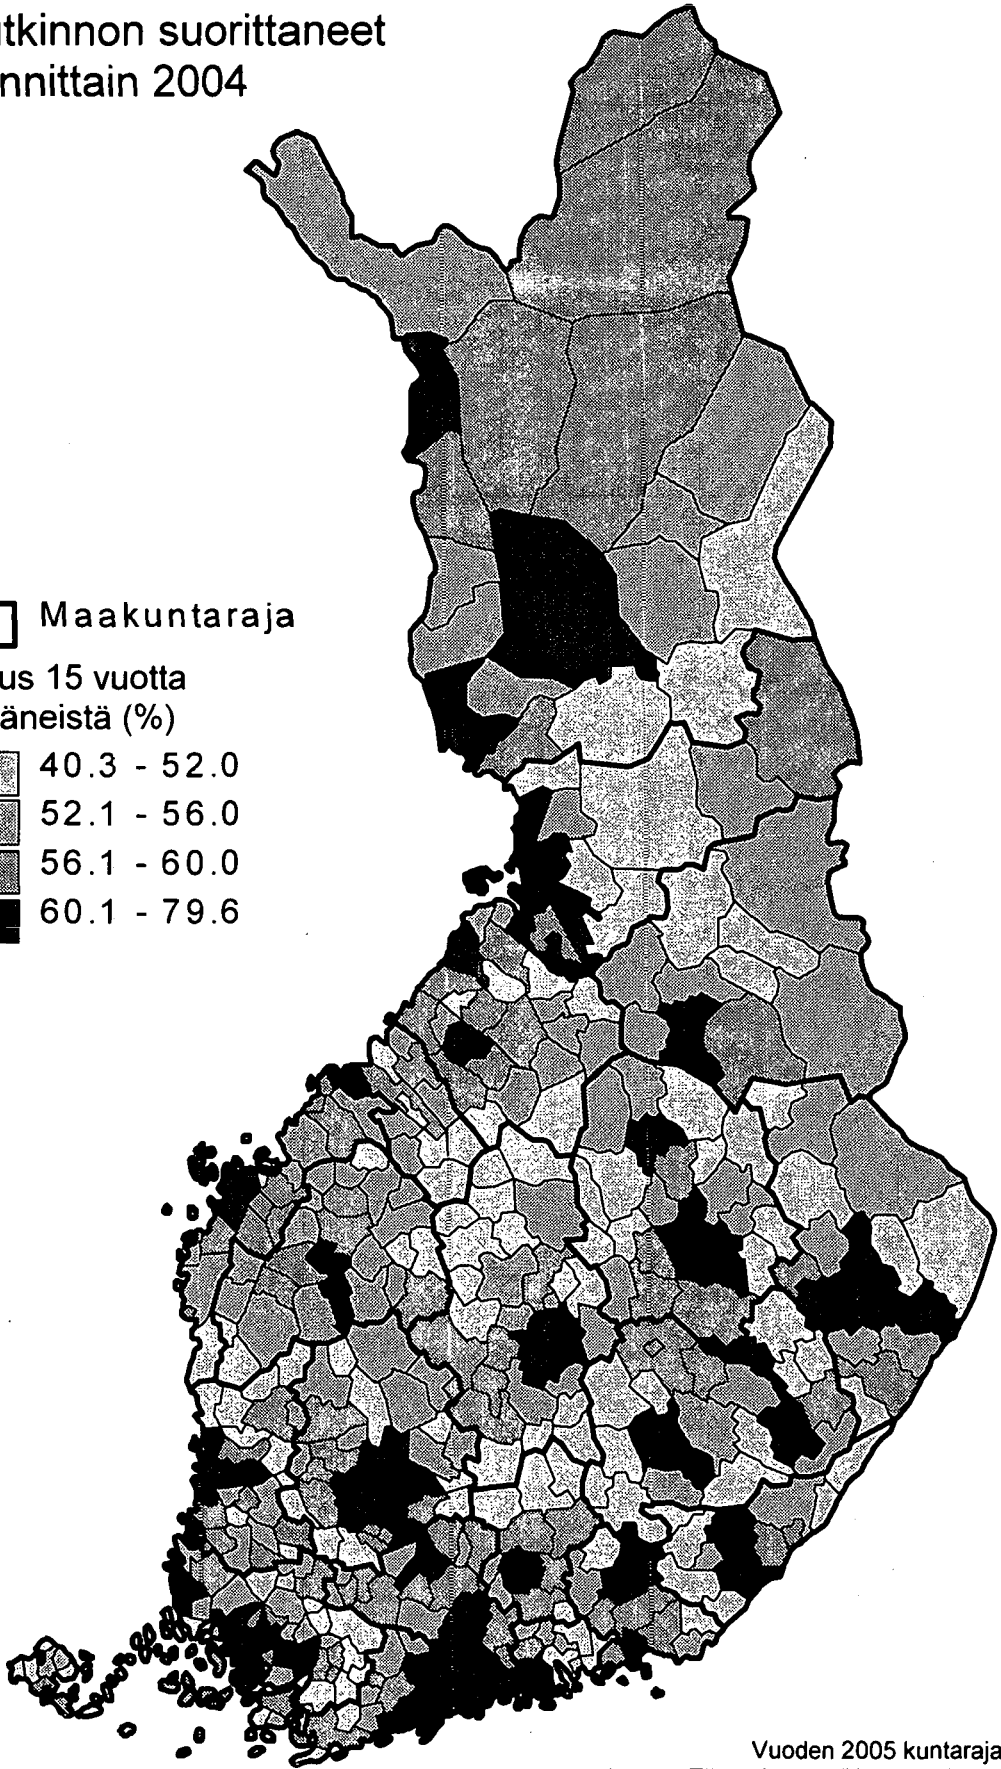 utkinnon suorittaneet
nnittain 2004
Maakuntaraja
us 15 vuotta
äneistä (%)
40.3 - 52.0
52.1 - 56.0
56.1 - 60.0
60.1 - 79.6
Vuoden 2005 kuntaraja